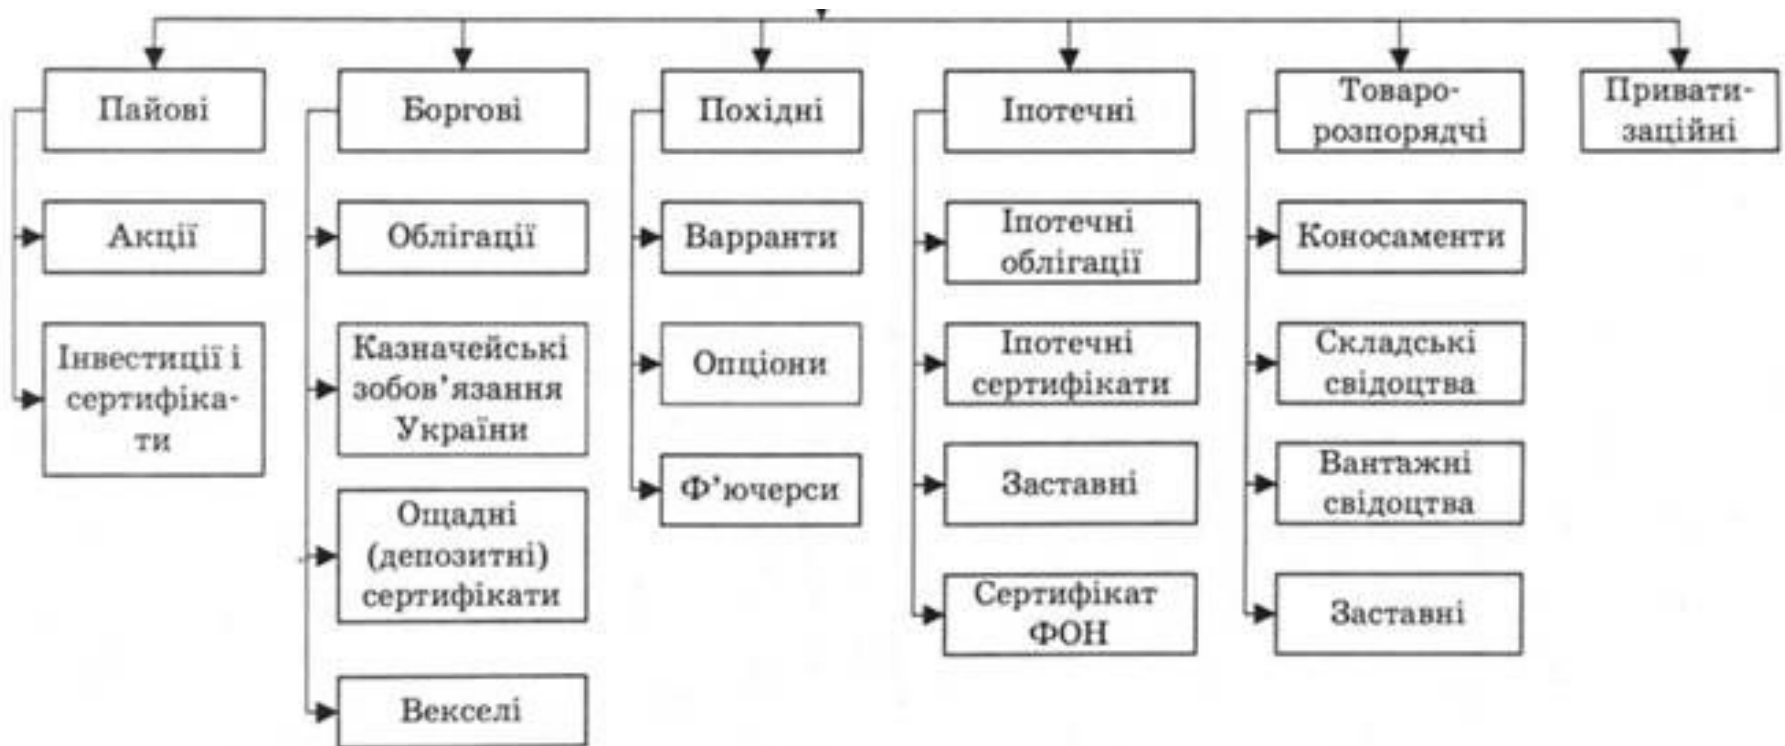 Пайові
Боргові
Похідні
Іпотечні
Товаро-
розпорядчі
Привати-
заційні
Акції
Інвестиції і
сертифіка-
ти
Облігації
Казначейські
зобов’язання
України
Ощадні
(депозитні)
сертифікати
Векселі
Варранти
Опціони
Ф’ючерси
Іпотечні
облігації
Іпотечні
сертифікати
Заставні
Сертифікат
ФОН
Коносаменти
Складські
свідоцтва
Вантажні
свідоцтва
Заставні